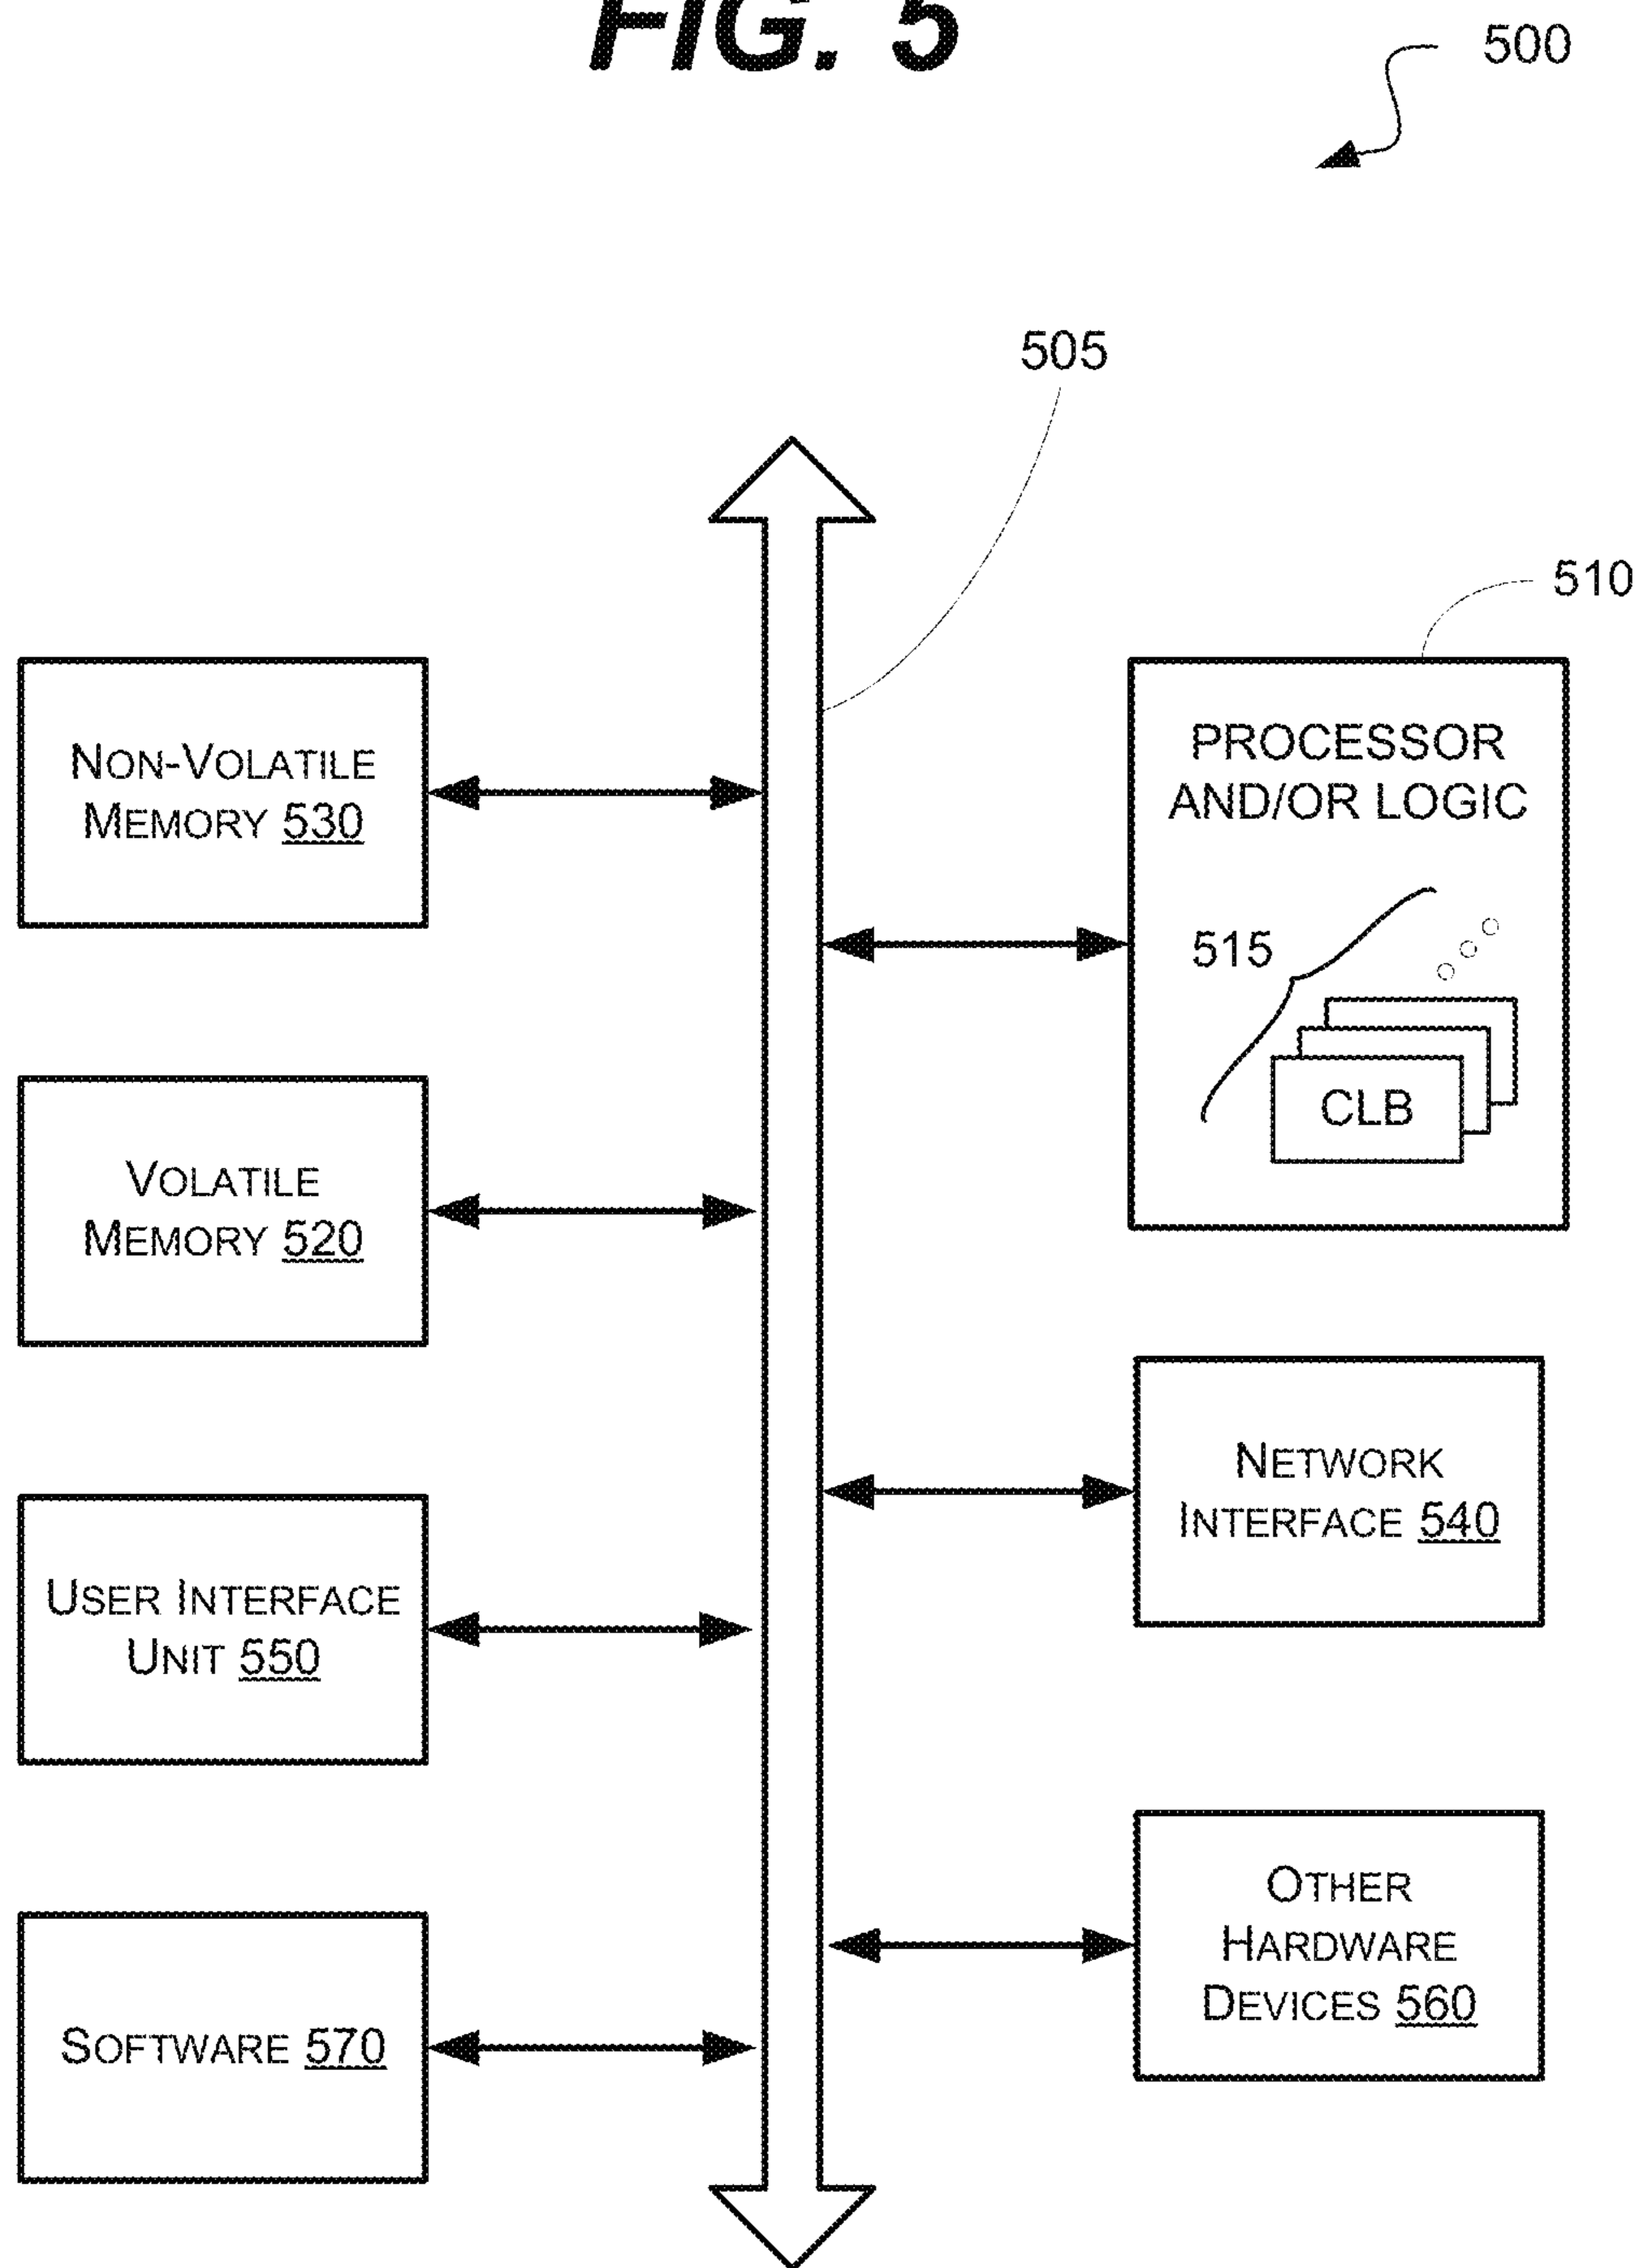 FIG. 5
500
505
510
NON-VOLATILE
MEMORY 530
PROCESSOR
AND/OR LOGIC
515
CLB
VOLATILE
MEMORY 520
NETWORK
INTERFACE 540
USER INTERFACE
UNIT 550
OTHER
HARDWARE
DEVICES 560
SOFTWARE 570